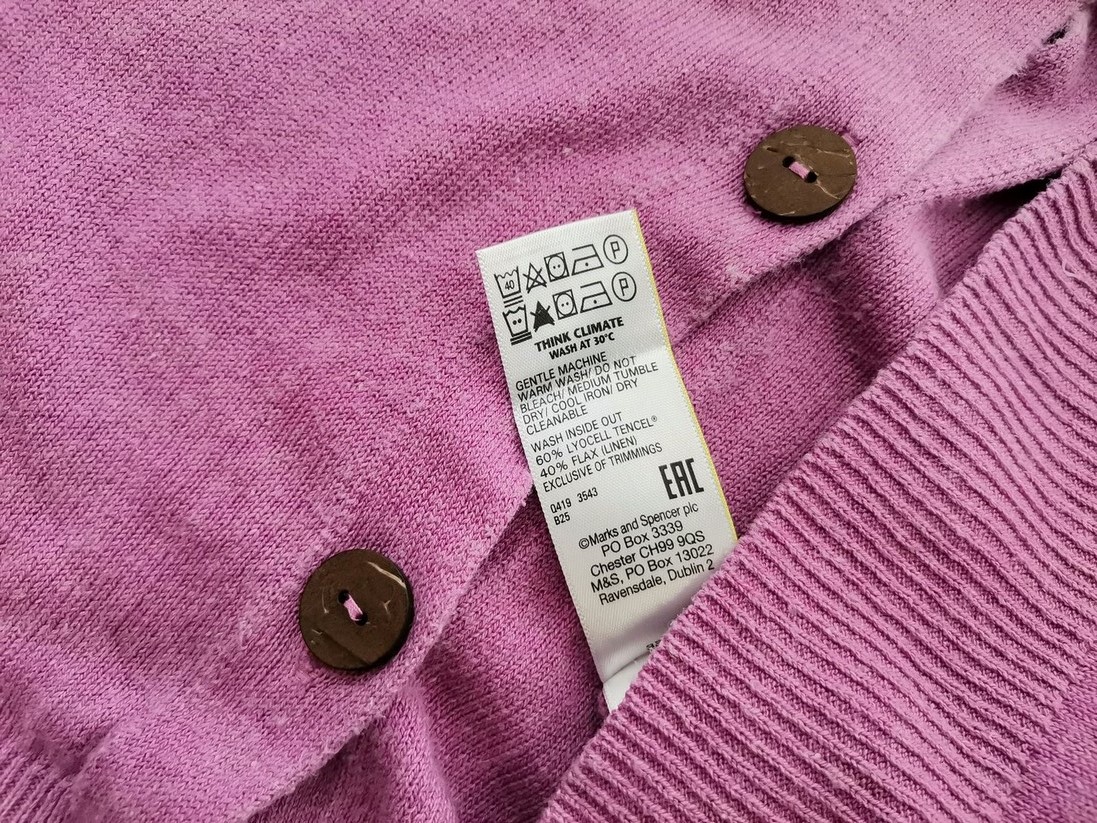 40
P
P
THINK CLIMATE
WASH AT 30°C
GENTLE MACHINE
WARM WASH/ DO NOT
BLEACH/ MEDIUM TUMBLE
DRY/ COOL IRON/ DRY
CLEANABLE
WASH INSIDE OUT
60% LYOCELL TENCEL®
40% FLAX (LINEN)
EXCLUSIVE OF TRIMMINGS
EAC
0419 3543
B25
©Marks and Spencer plc
PO Box 3339
Chester CH99 9QS
M&S, PO Box 13022
Ravensdale, Dublin 2